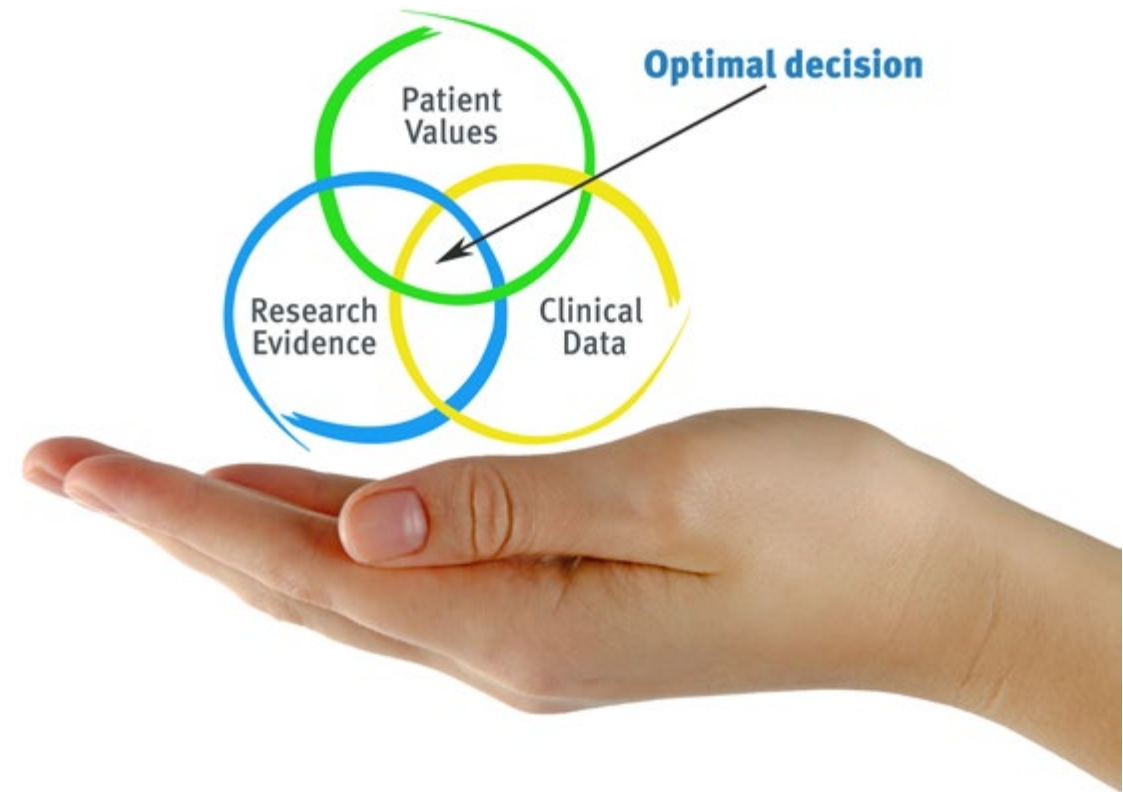 Optimal decision
Patient
Values
Research
Evidence
Clinical
Data